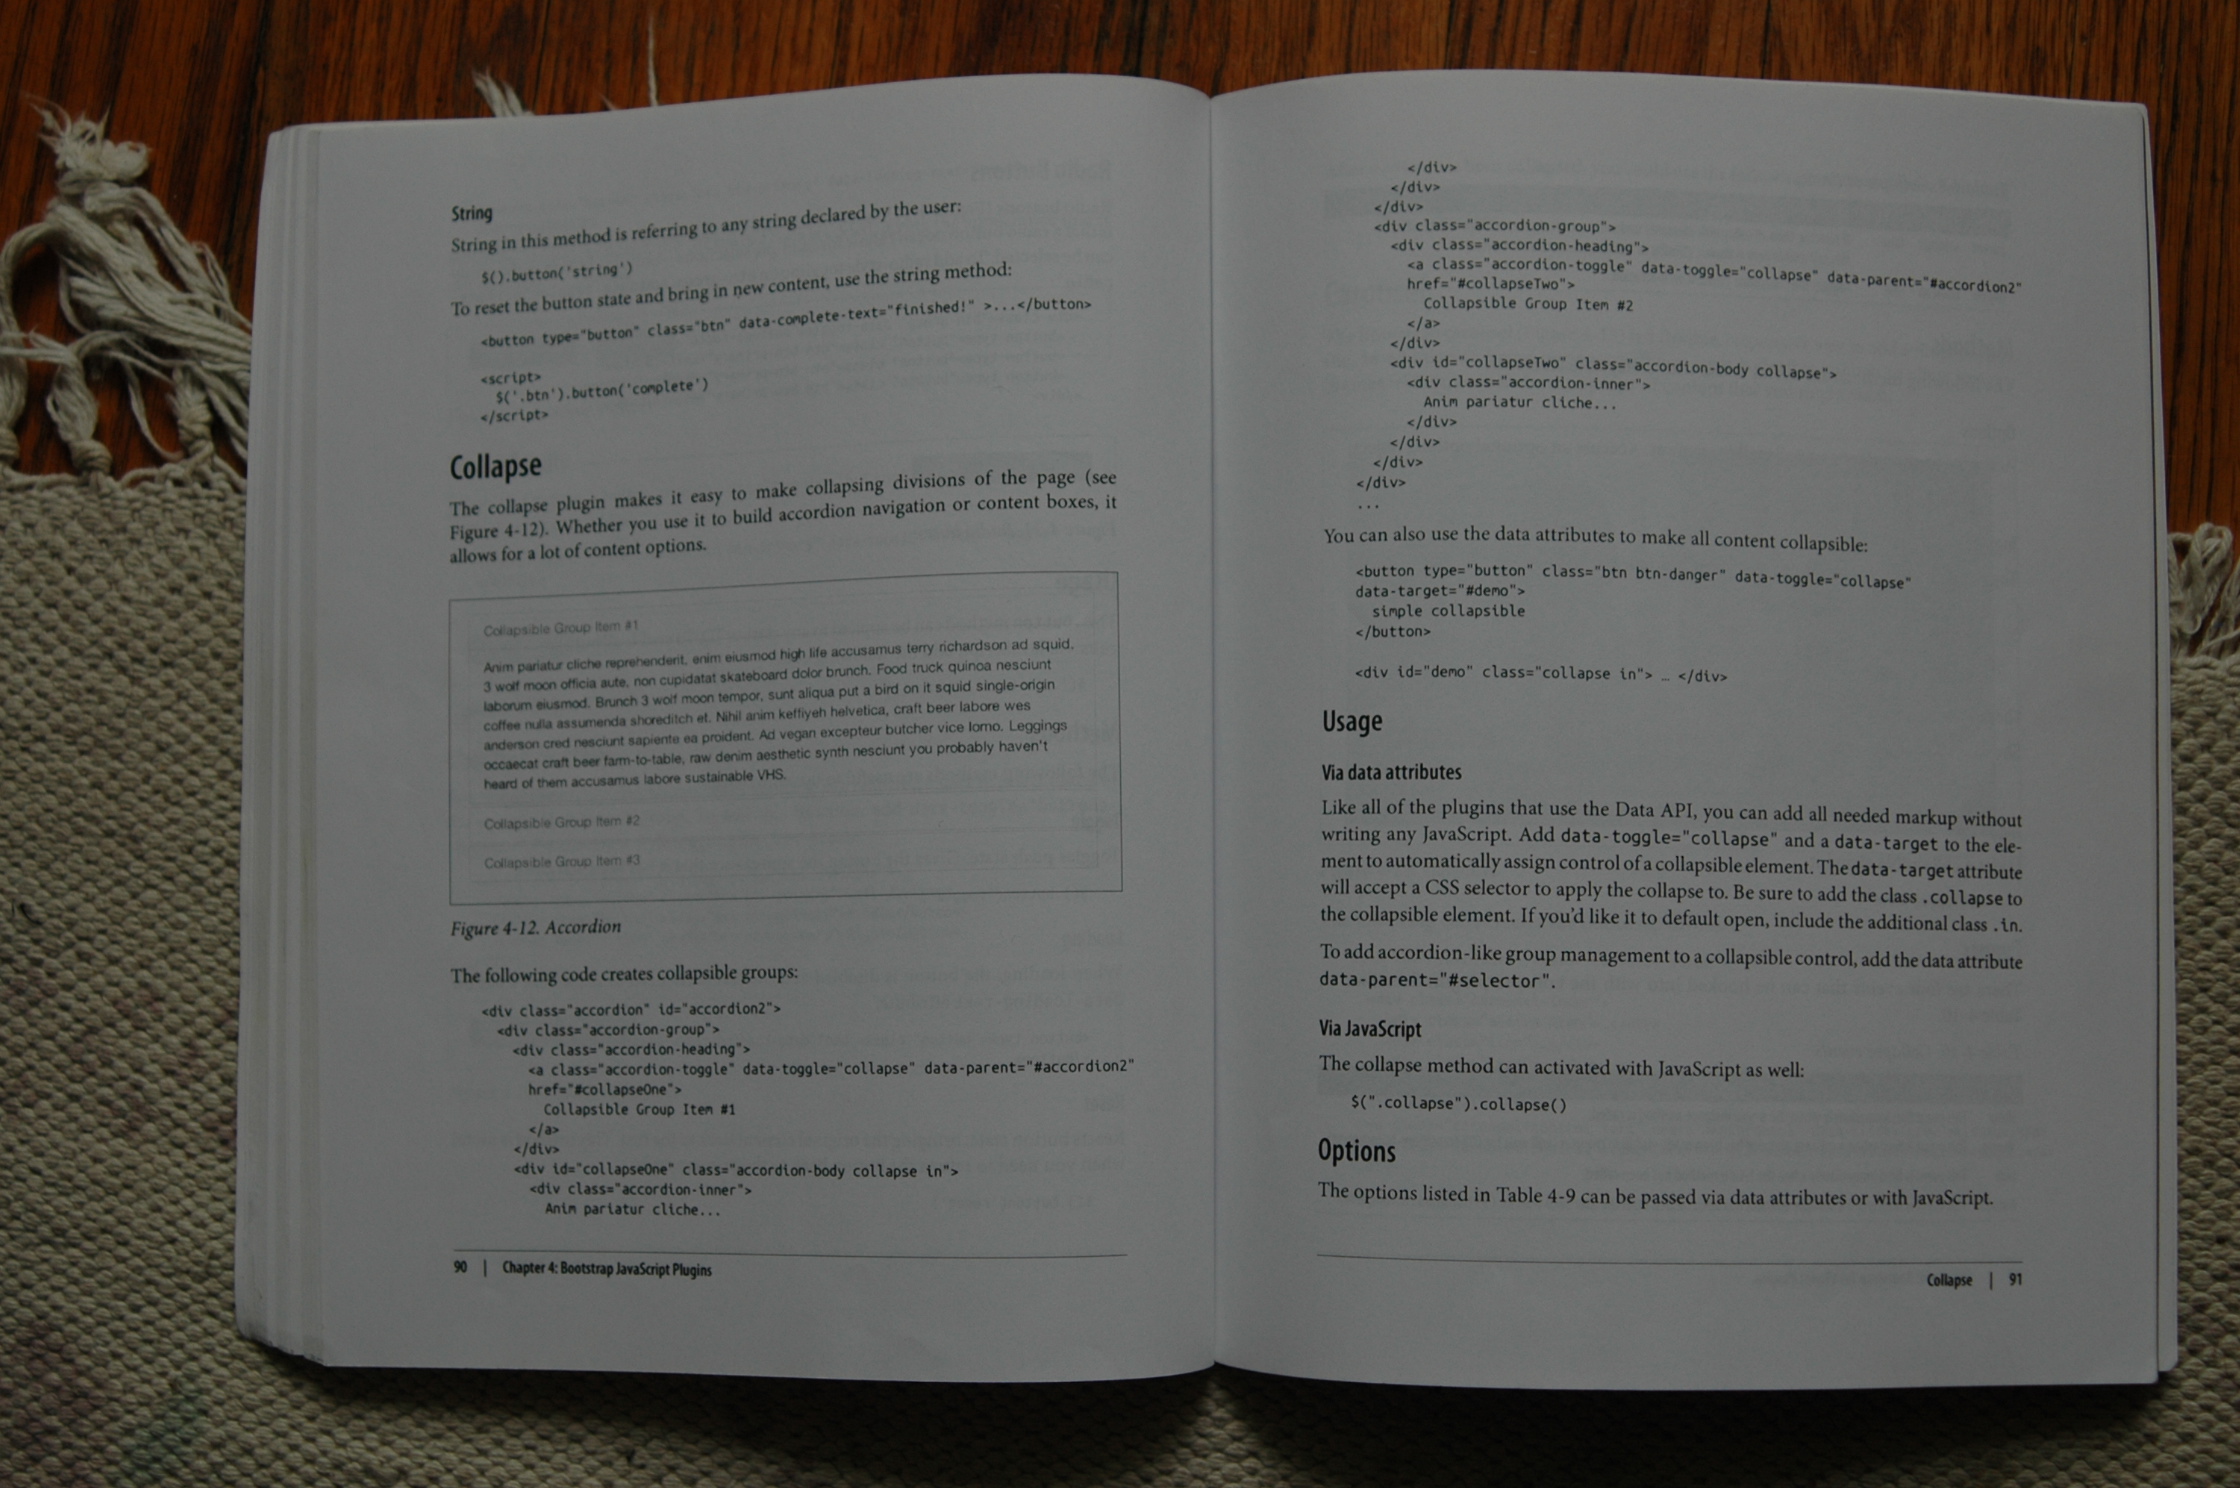 String
String in this method is referring to any string declared by the user:
$().button('string')
To reset the button state and bring in new content, use the string method:
<button type="button" class="btn" data-complete-text="finished!" >...</button>
<script>
$('.btn').button('complete')
</script>
Collapse
The collapse plugin makes it easy to make collapsing divisions of the page (see
Figure 4-12). Whether you use it to build accordion navigation or content boxes, it
allows for a lot of content options.
Collapsible Group Item #1
Anim pariatur cliche reprehenderit, enim eiusmod high life accusamus terry richardson ad squid.
3 wolf moon officia aute, non cupidatat skateboard dolor brunch. Food truck quinoa nesciunt
laborum eiusmod. Brunch 3 wolf moon tempor, sunt aliqua put a bird on it squid single-origin
coffee nulla assumenda shoreditch et. Nihil anim keffiyeh helvetica, craft beer labore wes
anderson cred nesciunt sapiente ea proident. Ad vegan excepteur butcher vice lomo. Leggings
occaecat craft beer farm-to-table, raw denim aesthetic synth nesciunt you probably haven't
heard of them accusamus labore sustainable VHS.
Collapsible Group Item #2
Collapsible Group Item #3
Figure 4-12. Accordion
The following code creates collapsible groups:
<div class="accordion" id="accordion2">
<div class="accordion-group">
<div class="accordion-heading">
<a class="accordion-toggle" data-toggle="collapse" data-parent="#accordion2"
href="#collapseOne">
Collapsible Group Item #1
</a>
</div>
<div id="collapseOne" class="accordion-body collapse in">
<div class="accordion-inner">
Anim pariatur cliche...
90 | Chapter 4: Bootstrap JavaScript Plugins
</div>
</div>
</div>
<div class="accordion-group">
<div class="accordion-heading">
<a class="accordion-toggle" data-toggle="collapse" data-parent="#accordion2"
href="#collapseTwo">
Collapsible Group Item #2
</a>
</div>
<div id="collapseTwo" class="accordion-body collapse">
<div class="accordion-inner">
Anim pariatur cliche...
</div>
</div>
</div>
</div>
...
You can also use the data attributes to make all content collapsible:
<button type="button" class="btn btn-danger" data-toggle="collapse"
data-target="#demo">
simple collapsible
</button>
<div id="demo" class="collapse in"> … </div>
Usage
Via data attributes
Like all of the plugins that use the Data API, you can add all needed markup without
writing any JavaScript. Add data-toggle="collapse" and a data-target to the ele-
ment to automatically assign control of a collapsible element. The data-target attribute
will accept a CSS selector to apply the collapse to. Be sure to add the class .collapse to
the collapsible element. If you'd like it to default open, include the additional class .in.
To add accordion-like group management to a collapsible control, add the data attribute
data-parent="#selector".
Via JavaScript
The collapse method can activated with JavaScript as well:
$(".collapse").collapse()
Options
The options listed in Table 4-9 can be passed via data attributes or with JavaScript.
Collapse | 91